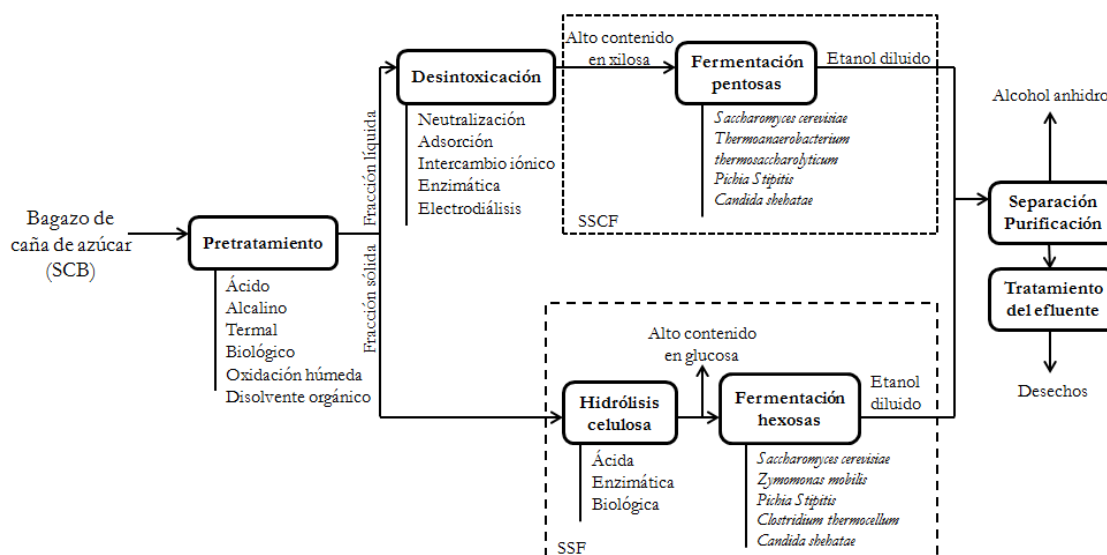 Bagazo de
caña de azúcar
(SCB)
Pretratamiento
Ácido
Alcalino
Termal
Biológico
Oxidación húmeda
Disolvente orgánico
Fracción líquida
Fracción sólida
Desintoxicación
Neutralización
Adsorción
Intercambio iónico
Enzimática
Electrodiálisis
Alto contenido
en xilosa
Fermentación
pentosas
Saccharomyces cerevisiae
Thermoanaerobacterium
thermosaccharolyticum
Pichia Stipitis
Candida shehatae
SSCF
Etanol diluido
Hidrólisis
celulosa
Ácida
Enzimática
Biológica
Alto contenido
en glucosa
Fermentación
hexosas
Saccharomyces cerevisiae
Zymomonas mobilis
Pichia Stipitis
Clostridium thermocellum
Candida shehatae
SSF
Etanol
diluido
Alcohol anhidro
Separación
Purificación
Tratamiento
del efluente
Desechos